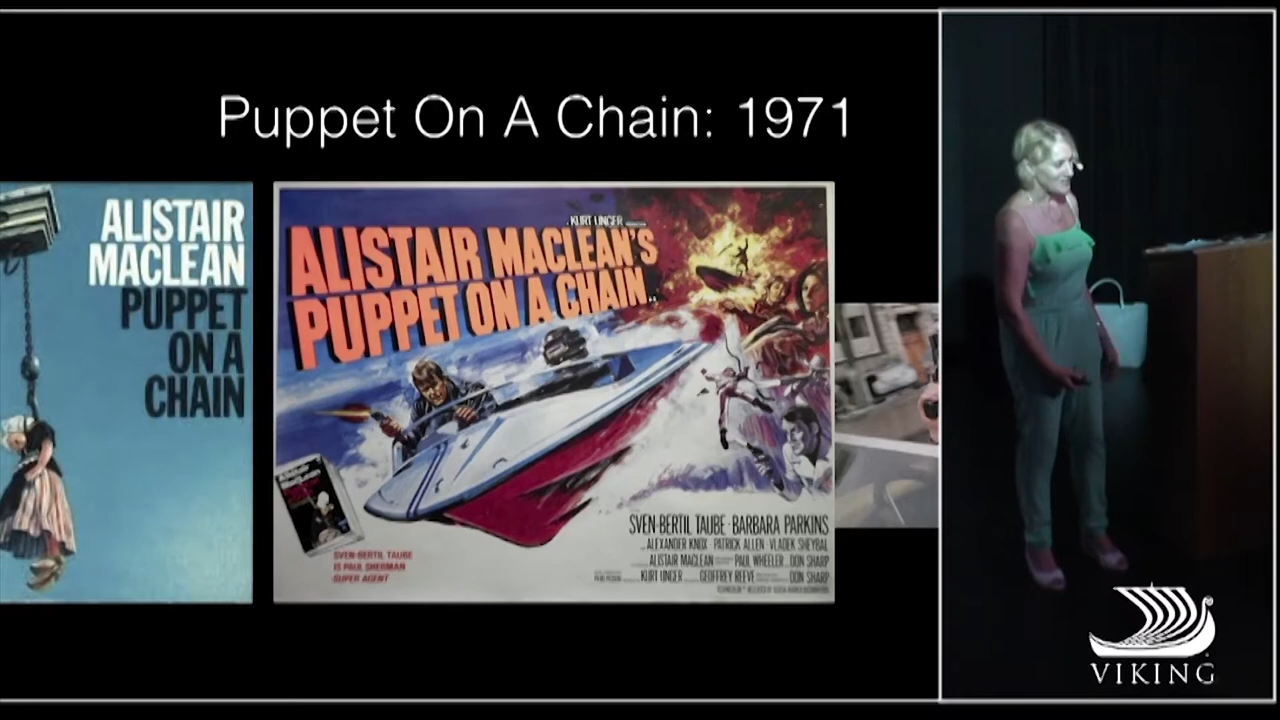 Puppet On A Chain: 1971
ALISTAIR
MACLEAN
PUPPET
ON A
CHAIN
KURT UNGER
ALISTAIR MACLEAN'S
PUPPET ON A CHAIN..
SVEN-BERTIL TAUBE
IS PAUL SHERMAN
SUPER AGENT
SVEN-BERTIL TAUBE · BARBARA PARKINS
ALEXANDER KNOX · PATRICK ALLEN · VLADEK SHEYBAL
ALISTAIR MACLEAN PAUL WHEELER DON SHARP
KURT UNGER GEOFFREY REEVE DON SHARP
VIKING